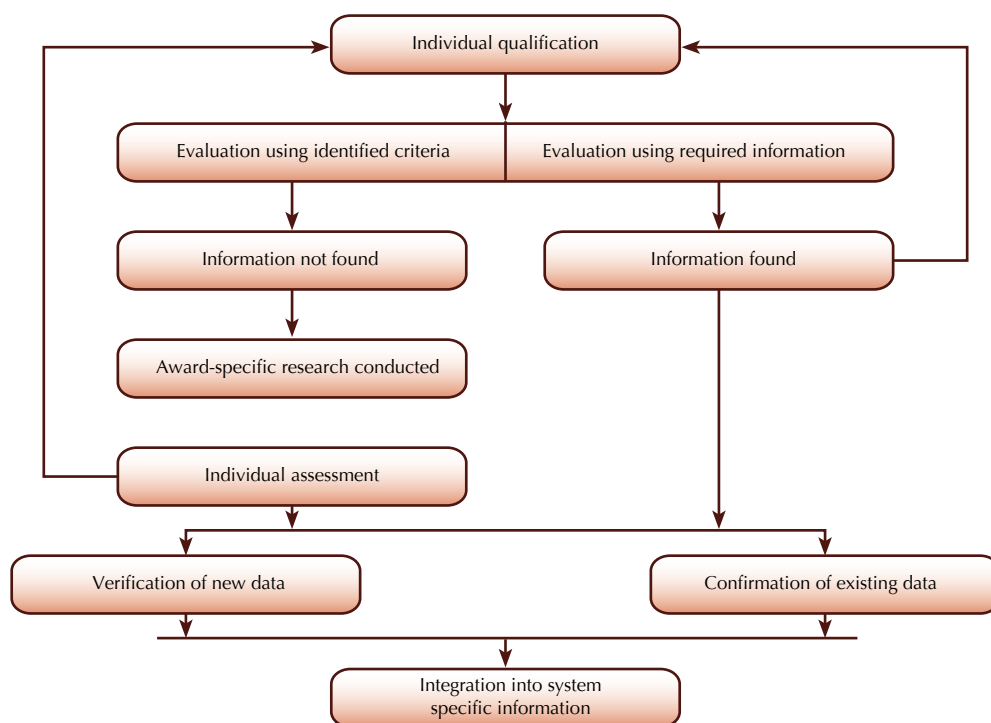 Individual qualification
Evaluation using identified criteria
Evaluation using required information
Information not found
Information found
Award-specific research conducted
Individual assessment
Verification of new data
Confirmation of existing data
Integration into system
specific information